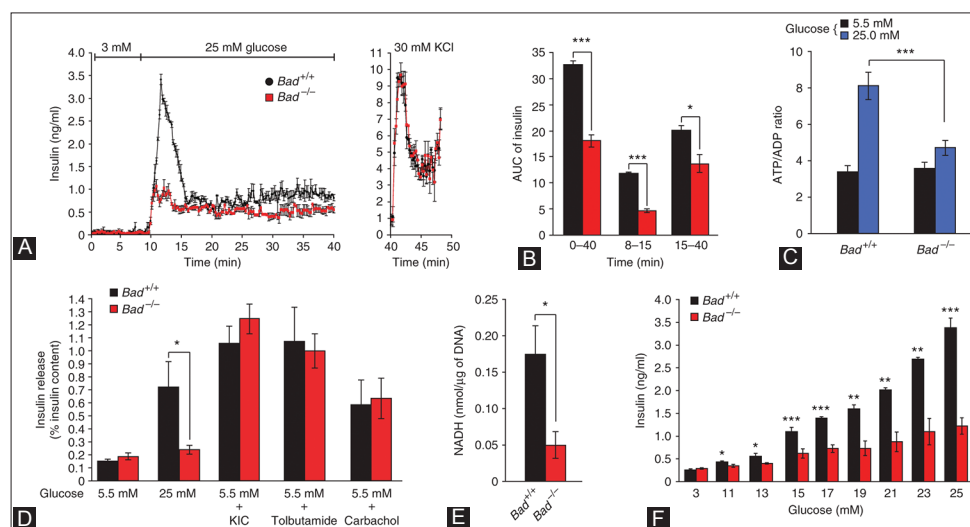 3 mM
25 mM glucose
30 mM KCl
Insulin (ng/ml)
4.0
3.5
3.0
2.5
2.0
1.5
1.0
0.5
0
Bad+/+
Bad−/−
0 5 10 15 20 25 30 35 40
Time (min)
13
12
11
10
9
8
7
6
5
4
3
2
1
0
40 43 48 50
Time (min)
A
AUC of insulin
40
35
30
25
20
15
10
5
0
***
***
*
0–40 8–15 15–40
Time (min)
B
Glucose { 5.5 mM
25.0 mM
***
ATP/ADP ratio
10
8
6
4
2
0
Bad+/+ Bad−/−
C
Bad+/+
Bad−/−
Insulin release
(% insulin content)
1.4
1.3
1.2
1.1
1.0
0.9
0.8
0.7
0.6
0.5
0.4
0.3
0.2
0.1
0
*
Glucose 5.5 mM 25 mM 5.5 mM 5.5 mM 5.5 mM
+ + +
KIC Tolbutamide Carbachol
D
NADH (nmol/μg of DNA)
0.25
0.20
0.15
0.10
0.05
0
*
Bad+/+
Bad−/−
E
Bad+/+
Bad−/−
Insulin (ng/ml)
4.0
3.5
3.0
2.5
2.0
1.5
1.0
0.5
0
* * *** *** ** ** ** ***
3 11 13 15 17 19 21 23 25
Glucose (mM)
F